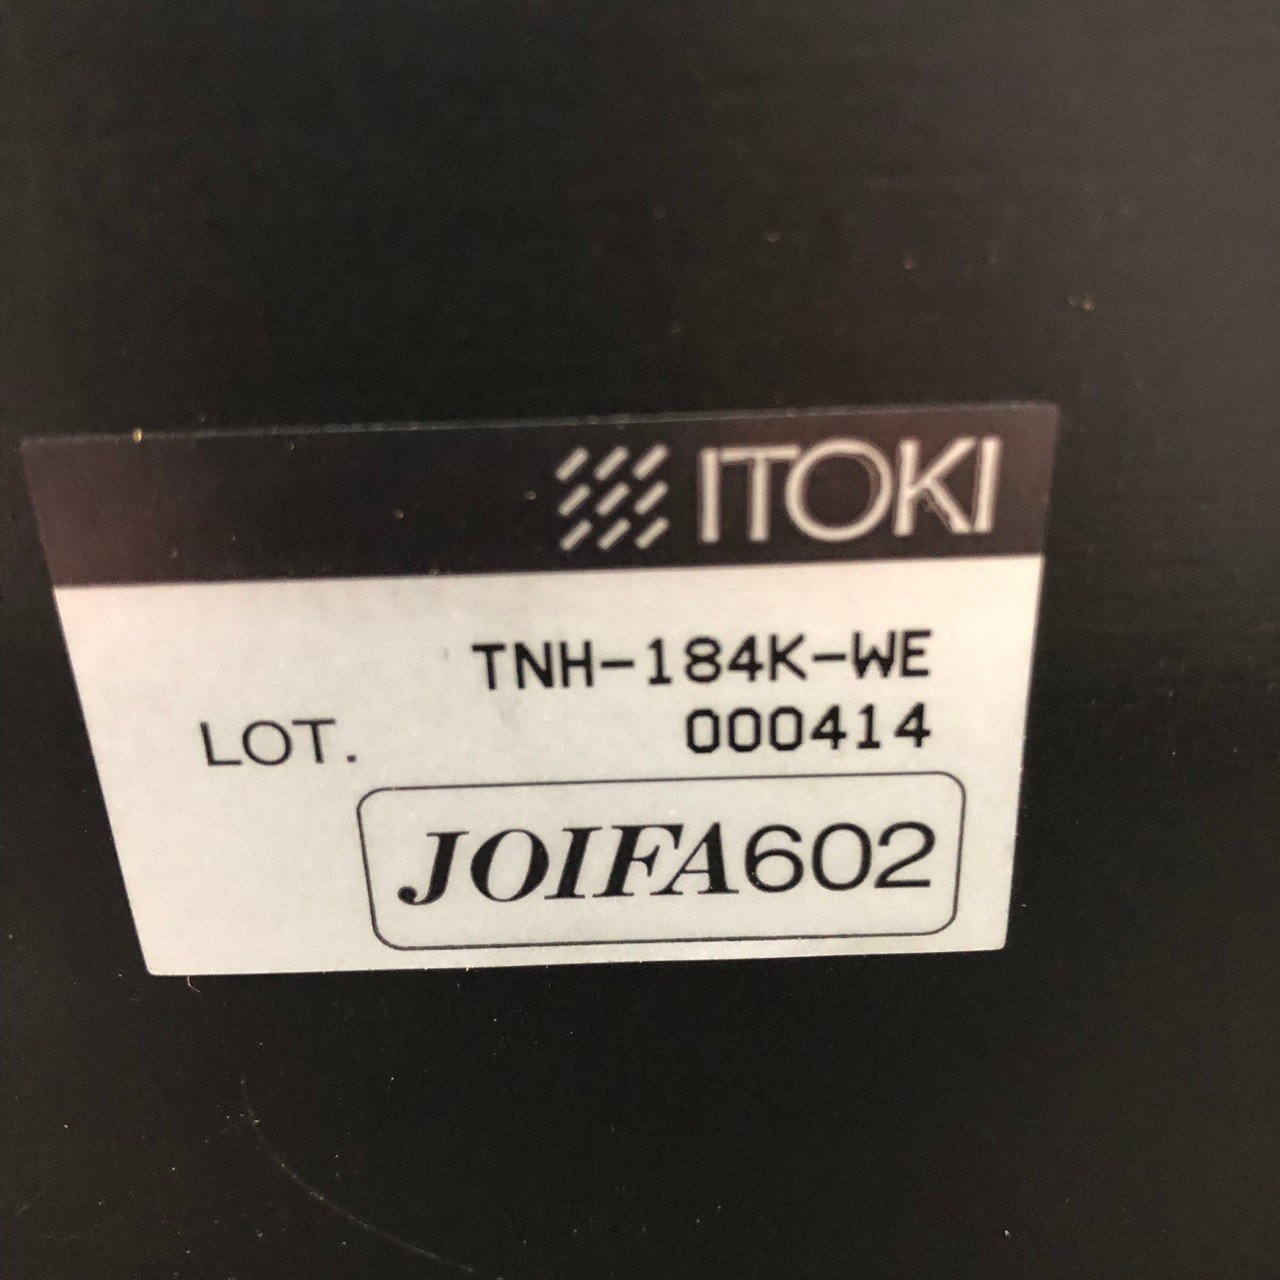 ITOKI
TNH-184K-WE
LOT. 000414
JOIFA602